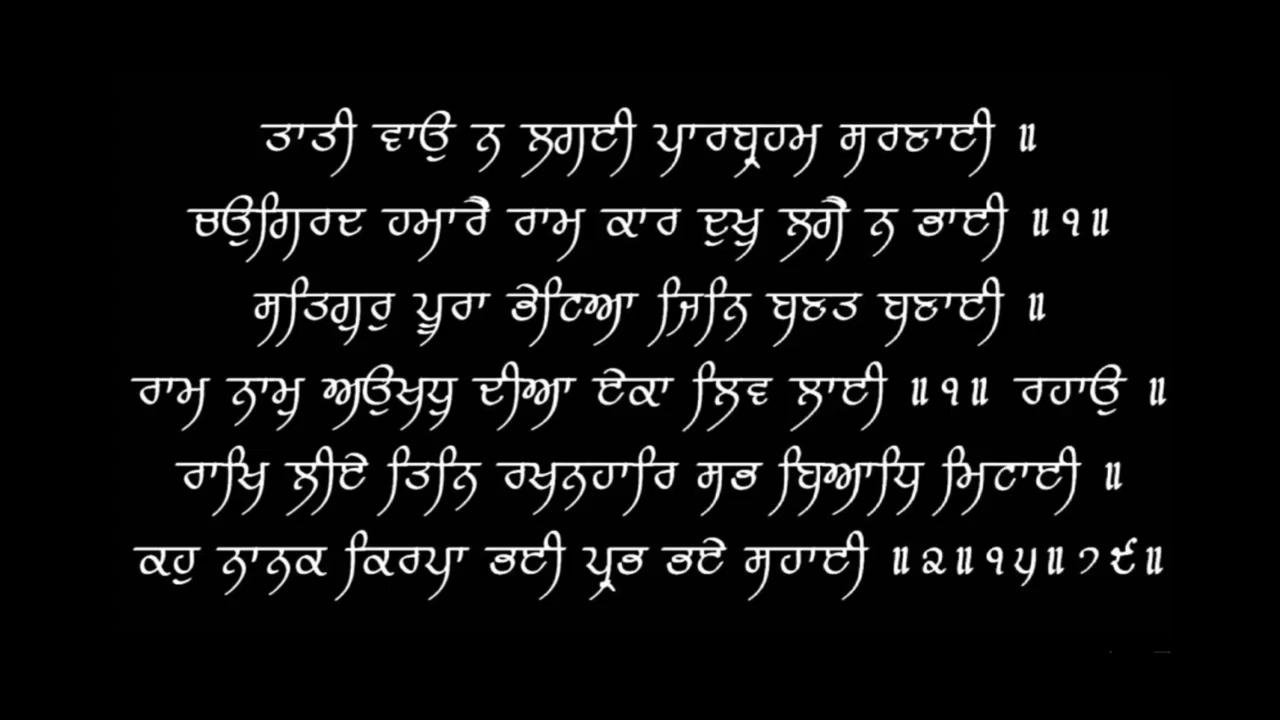 ਤਾਤੀ ਵਾਉ ਨ ਲਗਈ ਪਾਰਬ੍ਰਹਮ ਸਰਣਾਈ ॥
ਚਉਗਿਰਦ ਹਮਾਰੈ ਰਾਮ ਕਾਰ ਦੁਖੁ ਲਗੈ ਨ ਭਾਈ ॥੧॥
ਸਤਿਗੁਰੁ ਪੂਰਾ ਭੇਟਿਆ ਜਿਨਿ ਬਣਤ ਬਣਾਈ ॥
ਰਾਮ ਨਾਮੁ ਅਉਖਧੁ ਦੀਆ ਏਕਾ ਲਿਵ ਲਾਈ ॥੧॥ ਰਹਾਉ ॥
ਰਾਖਿ ਲੀਏ ਤਿਨਿ ਰਖਨਹਾਰਿ ਸਭ ਬਿਆਧਿ ਮਿਟਾਈ ॥
ਕਹੁ ਨਾਨਕ ਕਿਰਪਾ ਭਈ ਪ੍ਰਭ ਭਏ ਸਹਾਈ ॥੨॥੧੫॥੭੯॥